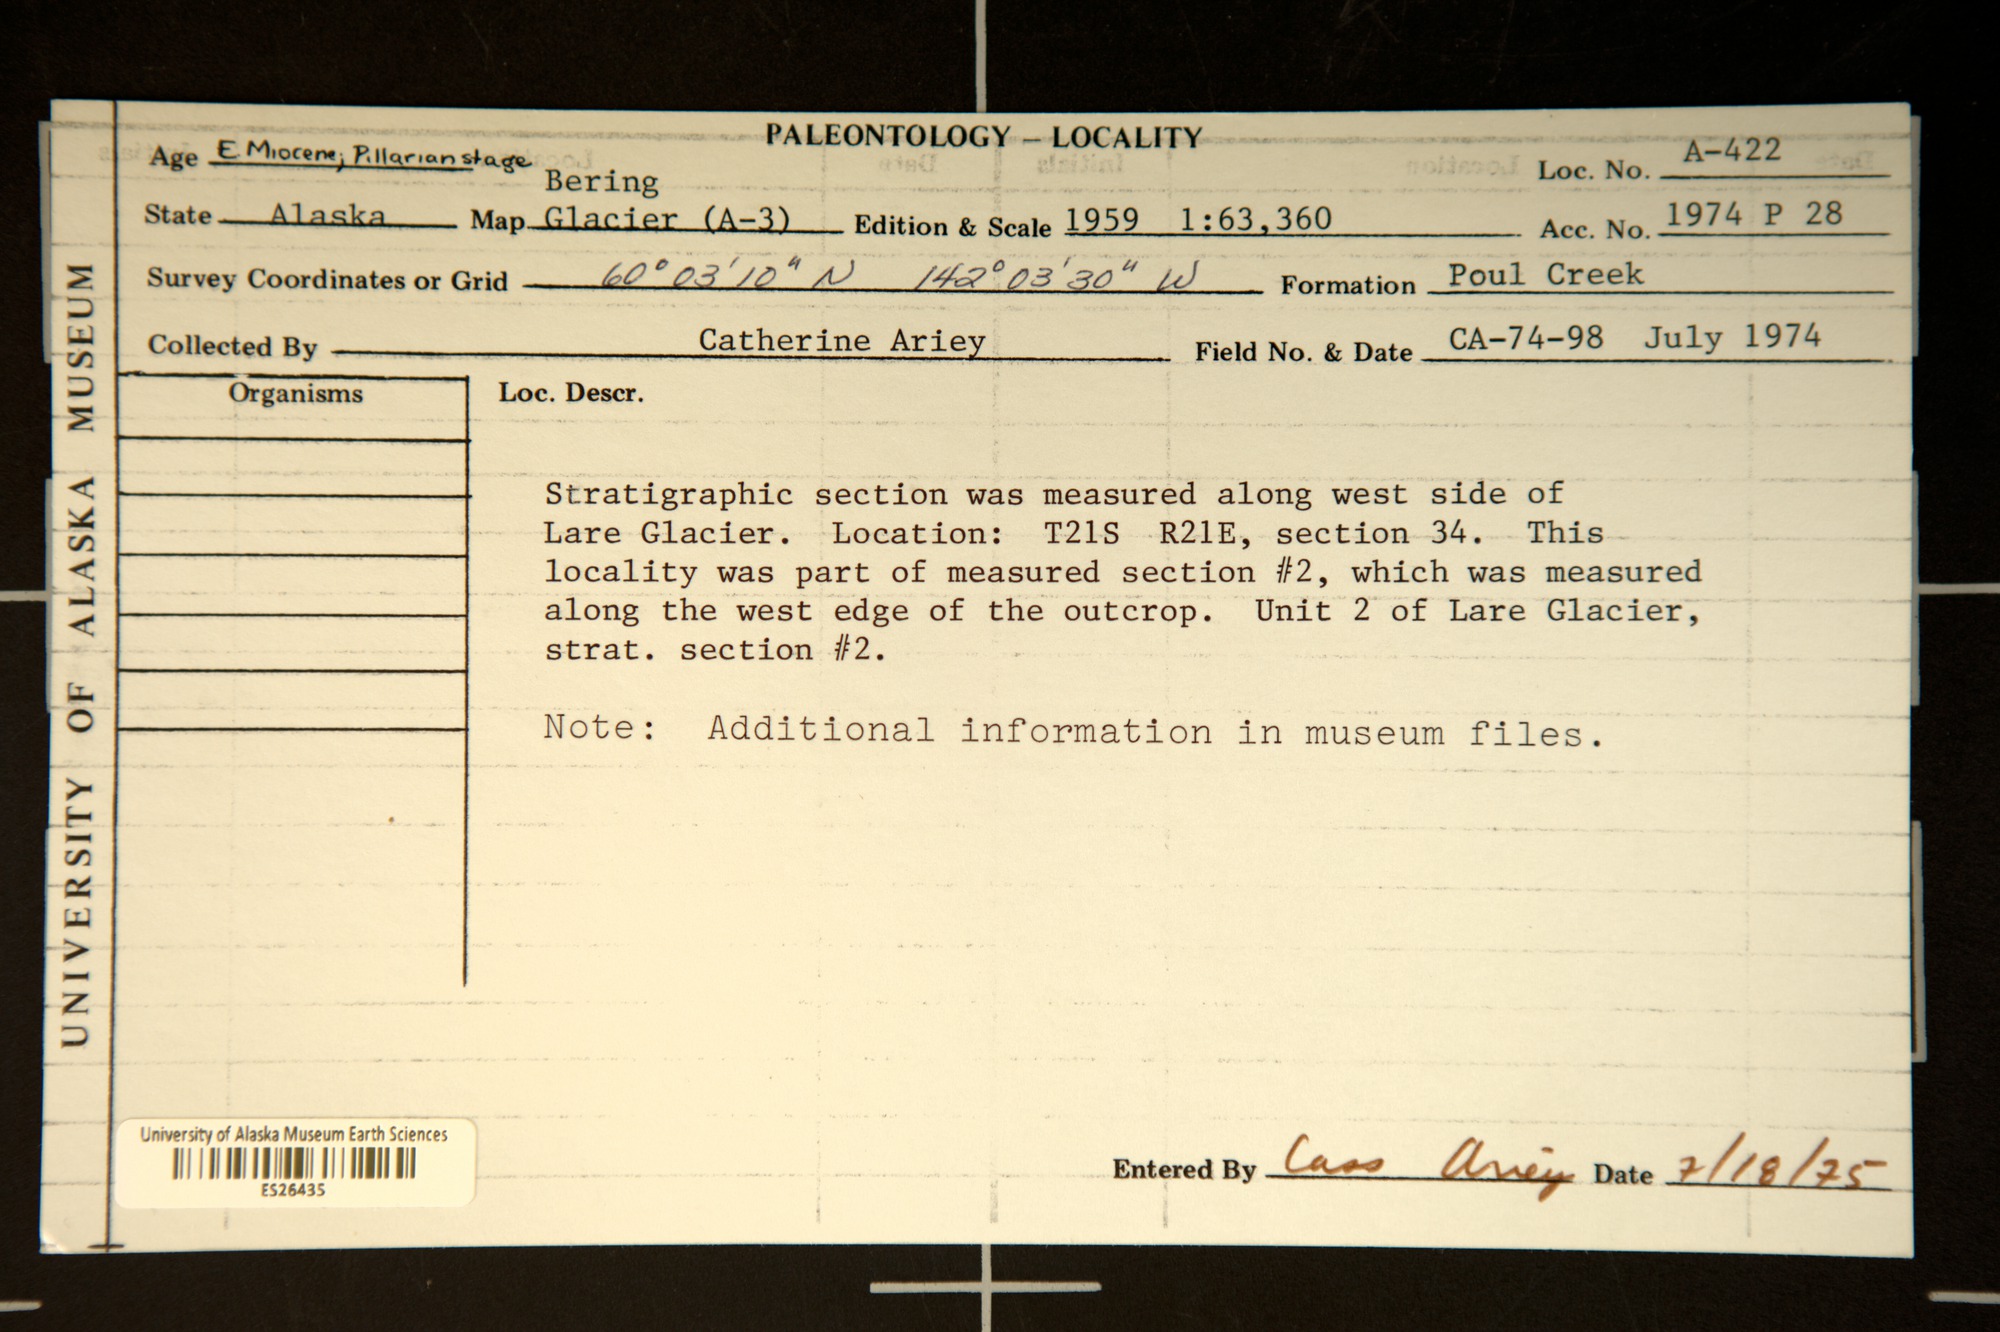 PALEONTOLOGY – LOCALITY
Age E. Miocene; Pillarian stage
Loc. No. A-422
State Alaska Map Bering Glacier (A-3) Edition & Scale 1959 1:63,360
Acc. No. 1974 P 28
Survey Coordinates or Grid 60° 03' 10" N 142° 03' 30" W Formation Poul Creek
Collected By Catherine Ariey Field No. & Date CA-74-98 July 1974
Organisms
Loc. Descr.
Stratigraphic section was measured along west side of
Lare Glacier. Location: T21S R21E, section 34. This
locality was part of measured section #2, which was measured
along the west edge of the outcrop. Unit 2 of Lare Glacier,
strat. section #2.
Note: Additional information in museum files.
UNIVERSITY OF ALASKA MUSEUM
University of Alaska Museum Earth Sciences
ES26435
Entered By Cass Ariey Date 7/18/75
Location
Date
Initials
Location
Date